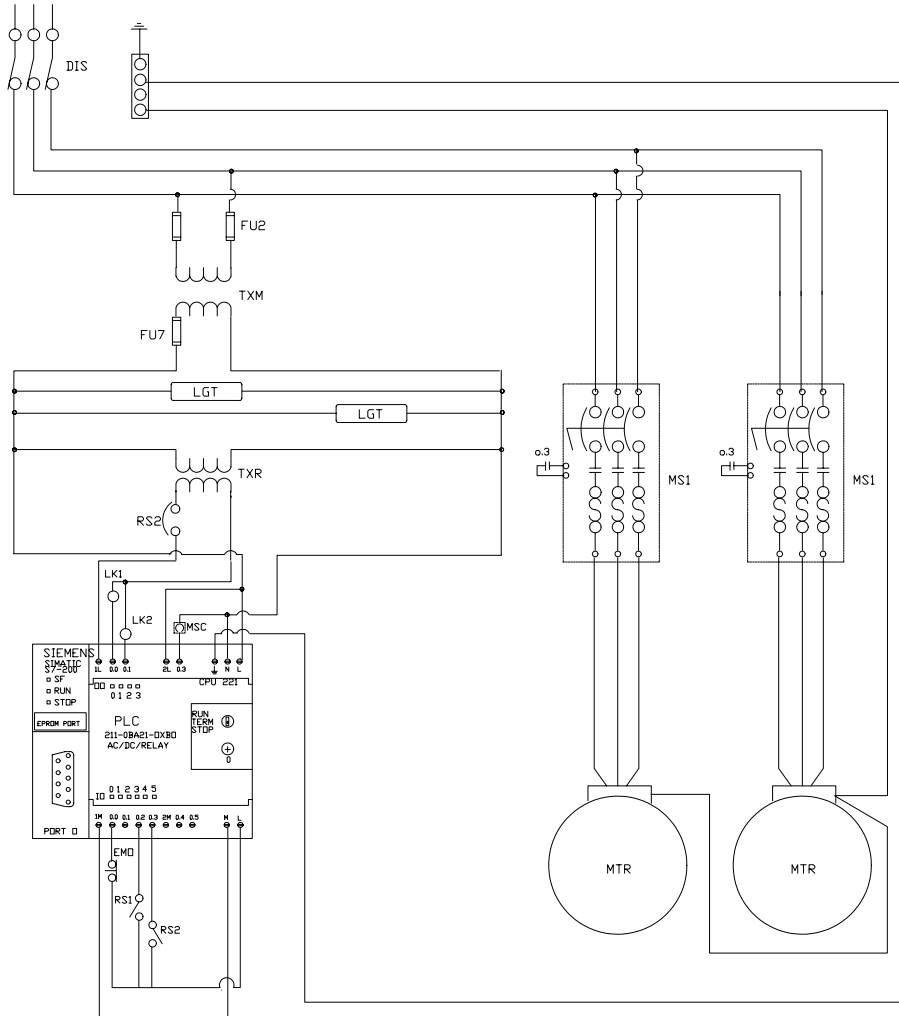 DIS
FU2
TXM
FU7
LGT
LGT
TXR
RS2
o.3
MS1
o.3
MS1
LK1
LK2
MSC
SIEMENS
SIMATIC
S7-200
SF
RUN
STOP
EPROM PORT
PORT 0
1L 0.0 0.1 2L 0.3 N L
CPU 221
00
0 1 2 3
PLC
211-0BA21-0XB0
AC/DC/RELAY
RUN
TERM
STOP
0
0 1 2 3 4 5
I0
1M 0.0 0.1 0.2 0.3 2M 0.4 0.5 M L
EMO
RS1
RS2
MTR
MTR